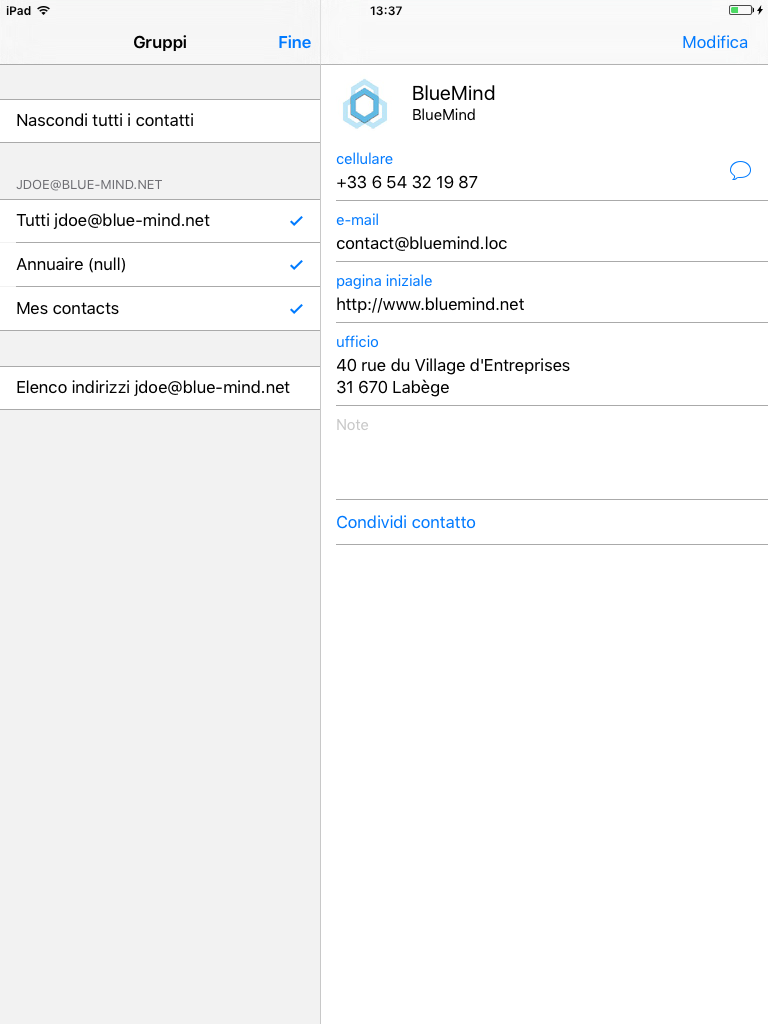 iPad
13:37
Gruppi
Fine
Nascondi tutti i contatti
JDOE@BLUE-MIND.NET
Tutti jdoe@blue-mind.net
Annuaire (null)
Mes contacts
Elenco indirizzi jdoe@blue-mind.net
Modifica
BlueMind
BlueMind
cellulare
+33 6 54 32 19 87
e-mail
contact@bluemind.loc
pagina iniziale
http://www.bluemind.net
ufficio
40 rue du Village d'Entreprises
31 670 Labège
Note
Condividi contatto